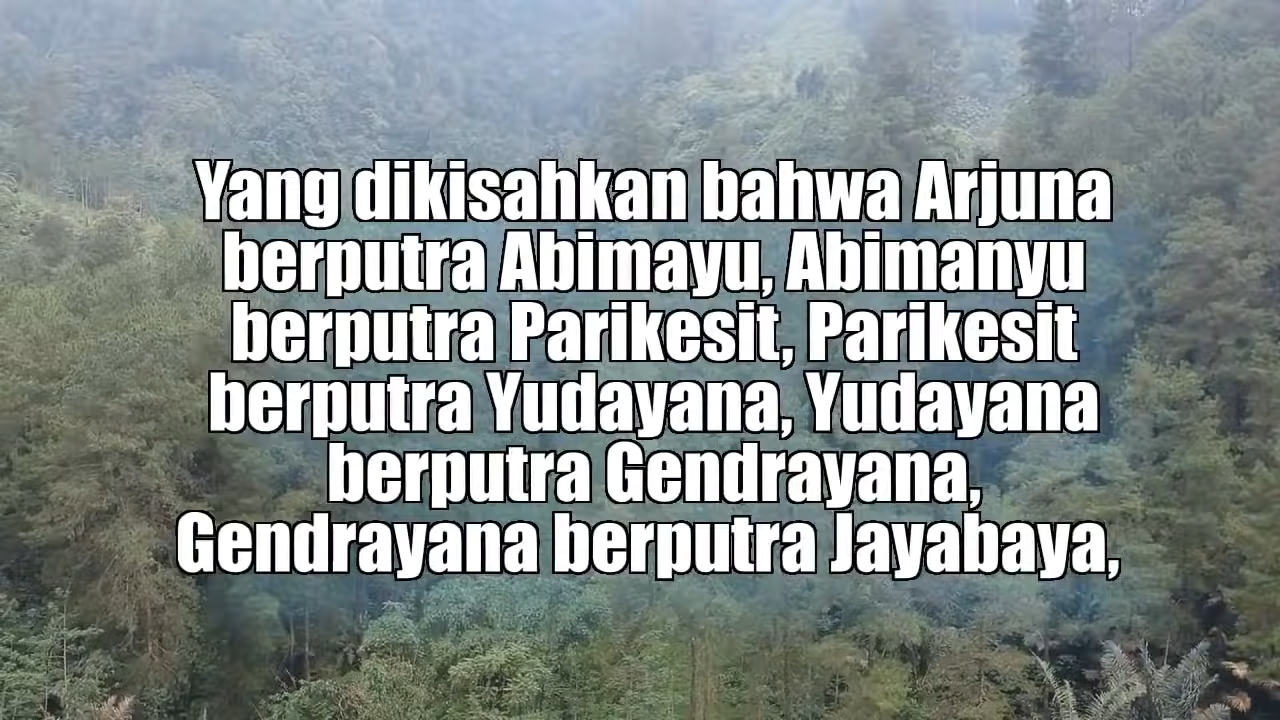 Yang dikisahkan bahwa Arjuna
berputra Abimayu, Abimanyu
berputra Parikesit, Parikesit
berputra Yudayana, Yudayana
berputra Gendrayana,
Gendrayana berputra Jayabaya,